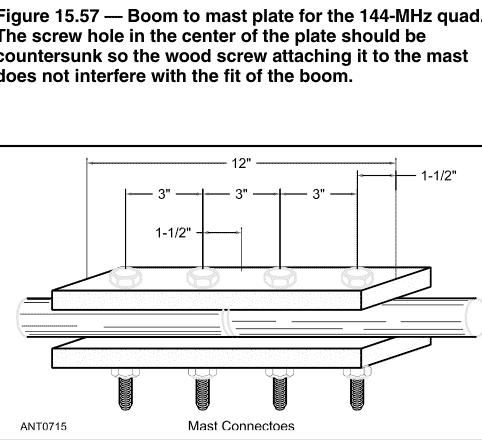 Figure 15.57 — Boom to mast plate for the 144-MHz quad.
The screw hole in the center of the plate should be
countersunk so the wood screw attaching it to the mast
does not interfere with the fit of the boom.
12"
1-1/2"
3" 3" 3"
1-1/2"
ANT0715 Mast Connectoes